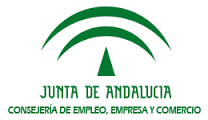 JUNTA DE ANDALUCIA
CONSEJERÍA DE EMPLEO, EMPRESA Y COMERCIO